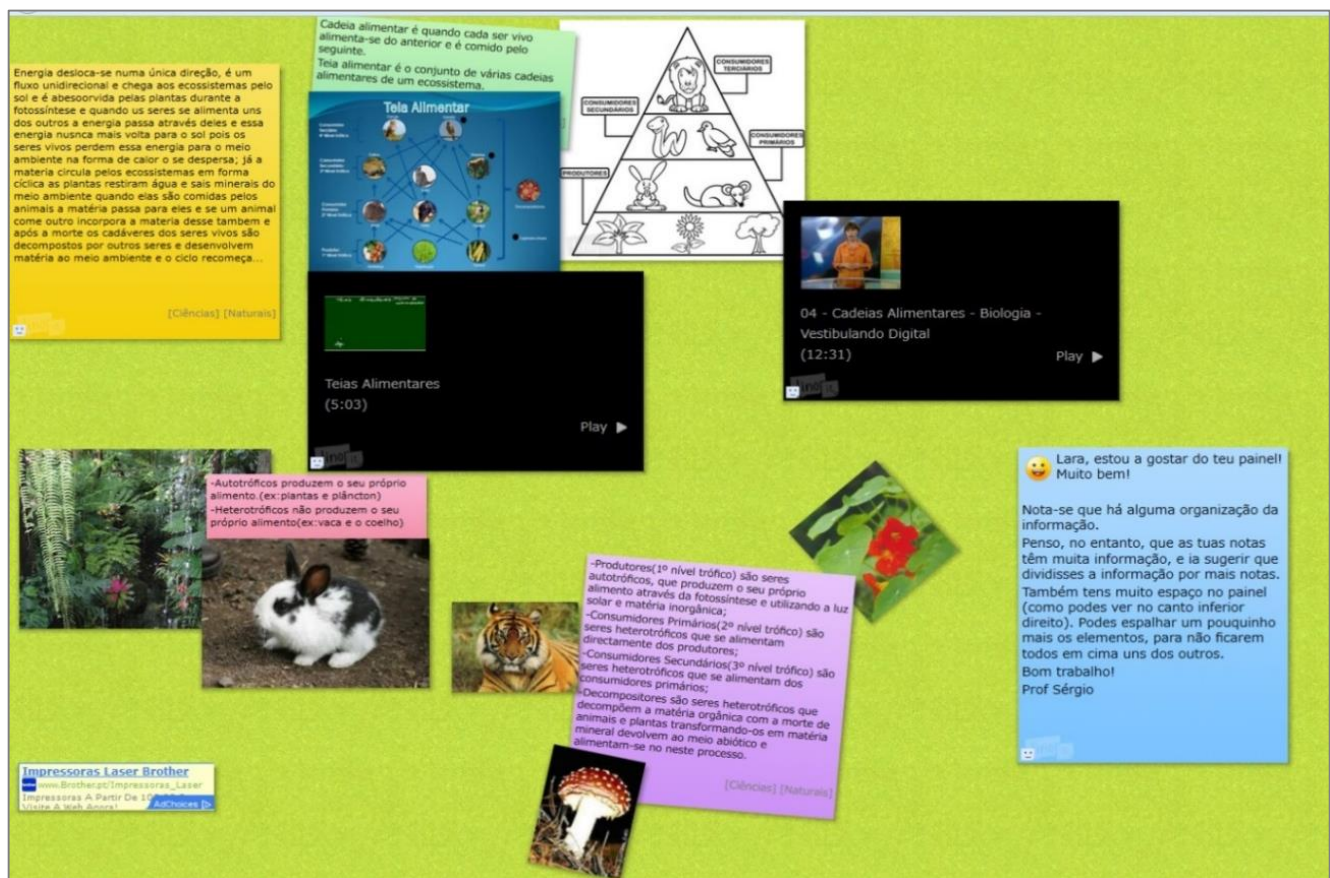 Energia desloca-se numa única direção, é um
fluxo unidirecional e chega aos ecossistemas pelo
sol e é abesoorvida pelas plantas durante a
fotossíntese e quando us seres se alimenta uns
dos outros a energia passa através deles e essa
energia nusnca mais volta para o sol pois os
seres vivos perdem essa energia para o meio
ambiente na forma de calor o se despersa; já a
materia circula pelos ecossistemas em forma
cíclica as plantas restiram água e sais minerais do
meio ambiente quando elas são comidas pelos
animais a matéria passa para eles e se um animal
come outro incorpora a materia desse tambem e
após a morte os cadáveres dos seres vivos são
decompostos por outros seres e desenvolvem
matéria ao meio ambiente e o ciclo recomeça...
[Ciências] [Naturais]
Cadeia alimentar é quando cada ser vivo
alimenta-se do anterior e é comido pelo
seguinte.
Teia alimentar é o conjunto de várias cadeias
alimentares de um ecossistema.
Teia Alimentar
CONSUMIDORES
TERCIÁRIOS
CONSUMIDORES
SECUNDÁRIOS
CONSUMIDORES
PRIMÁRIOS
PRODUTORES
Teias Alimentares
(5:03)
Play
04 - Cadeias Alimentares - Biologia -
Vestibulando Digital
(12:31)
Play
-Autotróficos produzem o seu próprio
alimento.(ex:plantas e plâncton)
-Heterotróficos não produzem o seu
próprio alimento(ex:vaca e o coelho)
-Produtores(1º nível trófico) são seres
autotróficos, que produzem o seu próprio
alimento através da fotossíntese e utilizando a luz
solar e matéria inorgânica;
-Consumidores Primários(2º nível trófico) são
seres heterotróficos que se alimentam
directamente dos produtores;
-Consumidores Secundários(3º nível trófico) são
seres heterotróficos que se alimentam dos
consumidores primários;
-Decompositores são seres heterotróficos que
decompõem a matéria orgânica com a morte de
animais e plantas transformando-os em matéria
mineral devolvem ao meio abiótico e
alimentam-se no neste processo.
[Ciências] [Naturais]
Lara, estou a gostar do teu painel!
Muito bem!
Nota-se que há alguma organização da
informação.
Penso, no entanto, que as tuas notas
têm muita informação, e ia sugerir que
dividisses a informação por mais notas.
Também tens muito espaço no painel
(como podes ver no canto inferior
direito). Podes espalhar um pouquinho
mais os elementos, para não ficarem
todos em cima uns dos outros.
Bom trabalho!
Prof Sérgio
Impressoras Laser Brother
www.Brother.pt/Impressoras_Laser
Impressoras A Partir De
Visite A Web Agora!
AdChoices